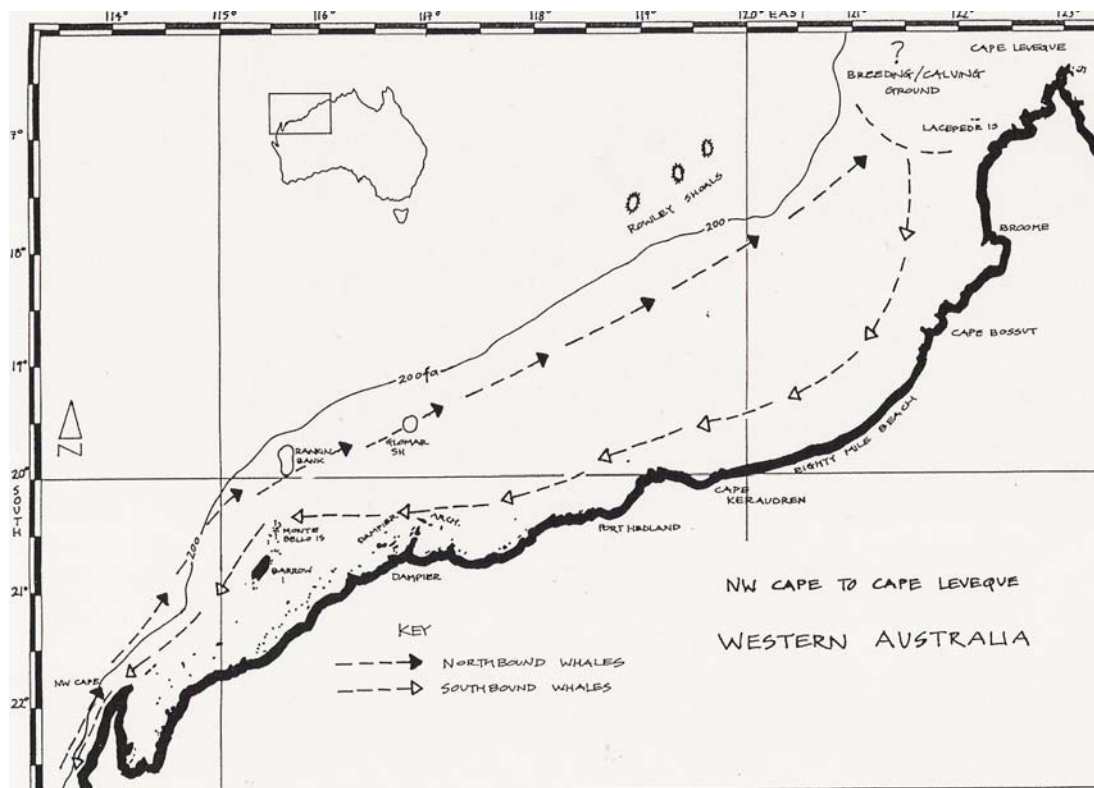 114°
115°
116°
117°
118°
119°
120° EAST
121°
122°
123°
?
BREEDING/CALVING
GROUND
CAPE LEVEQUE
LACEPEDE IS
7°
ROWLEY SHOALS
200
18°
BROOME
CAPE BOSSUT
19°
200fa
N
GLOMAR
SH
RANKIN
BANK
EIGHTY MILE BEACH
20°
SOUTH
CAPE
KERAUDREN
PORT HEDLAND
MONTE
BELLO IS
DAMPIER
ARCH.
200
BARROW
DAMPIER
21°
NW CAPE TO CAPE LEVEQUE
WESTERN AUSTRALIA
KEY
NORTHBOUND WHALES
SOUTHBOUND WHALES
NW CAPE
22°